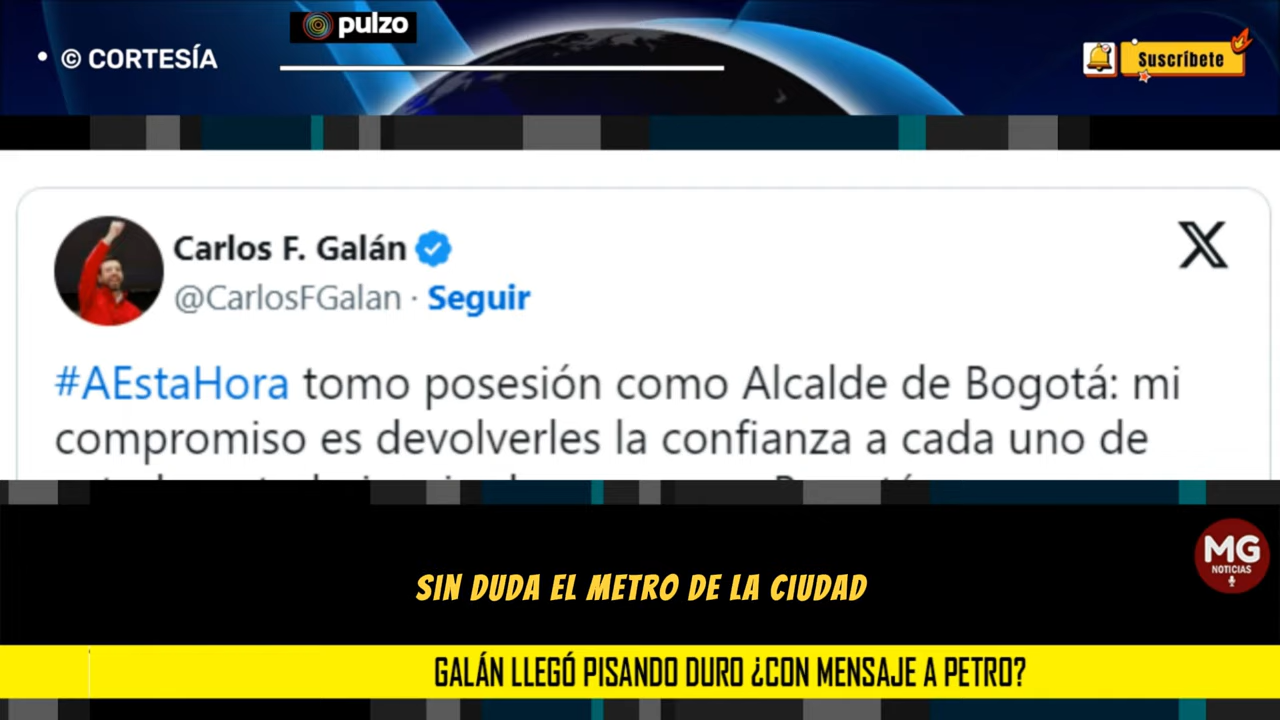 pulzo
• © CORTESÍA
Suscríbete
Carlos F. Galán
@CarlosFGalan · Seguir
#AEstaHora tomo posesión como Alcalde de Bogotá: mi
compromiso es devolverles la confianza a cada uno de
MG
NOTICIAS
SIN DUDA EL METRO DE LA CIUDAD
GALÁN LLEGÓ PISANDO DURO ¿CON MENSAJE A PETRO?